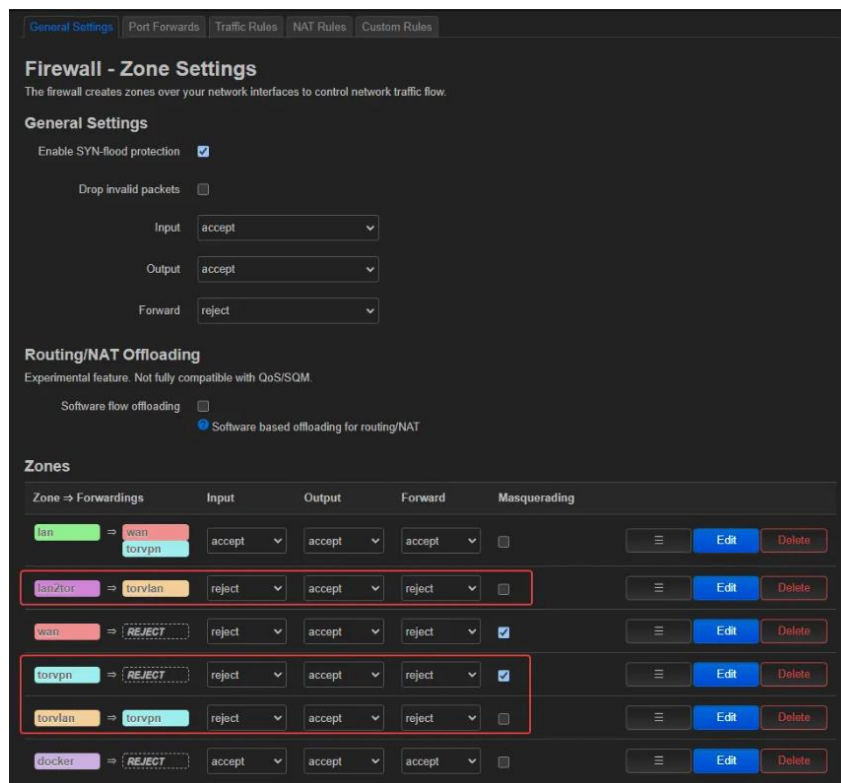 General Settings Port Forwards Traffic Rules NAT Rules Custom Rules
Firewall - Zone Settings
The firewall creates zones over your network interfaces to control network traffic flow.
General Settings
Enable SYN-flood protection
Drop invalid packets
Input accept
Output accept
Forward reject
Routing/NAT Offloading
Experimental feature. Not fully compatible with QoS/SQM.
Software flow offloading
Software based offloading for routing/NAT
Zones
Zone ⇒ Forwardings Input Output Forward Masquerading
lan ⇒ wan torvpn accept accept accept Edit Delete
lan2tor ⇒ torvlan reject accept reject Edit Delete
wan ⇒ REJECT reject accept reject Edit Delete
torvpn ⇒ REJECT reject accept reject Edit Delete
torvlan ⇒ torvpn reject accept reject Edit Delete
docker ⇒ REJECT accept accept accept Edit Delete